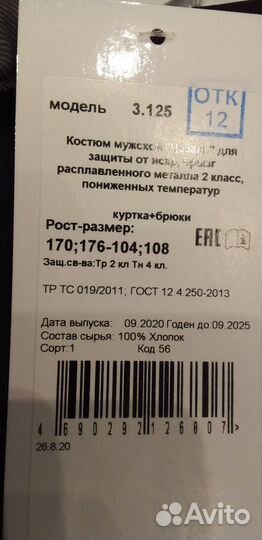 ОТК
12
модель 3.125
Костюм мужской для
защиты от искр, брызг
расплавленного металла 2 класс,
пониженных температур
куртка+брюки
Рост-размер:
170;176-104;108
EAC
Защ.св-ва:Тр 2 кл Тн 4 кл.
ТР ТС 019/2011; ГОСТ 12.4.250-2013
Дата выпуска: 09.2020 Годен до:09.2025
Состав сырья: 100% Хлопок
Сорт:1 Код 56
4 690292 126807
26.8.20
Avito